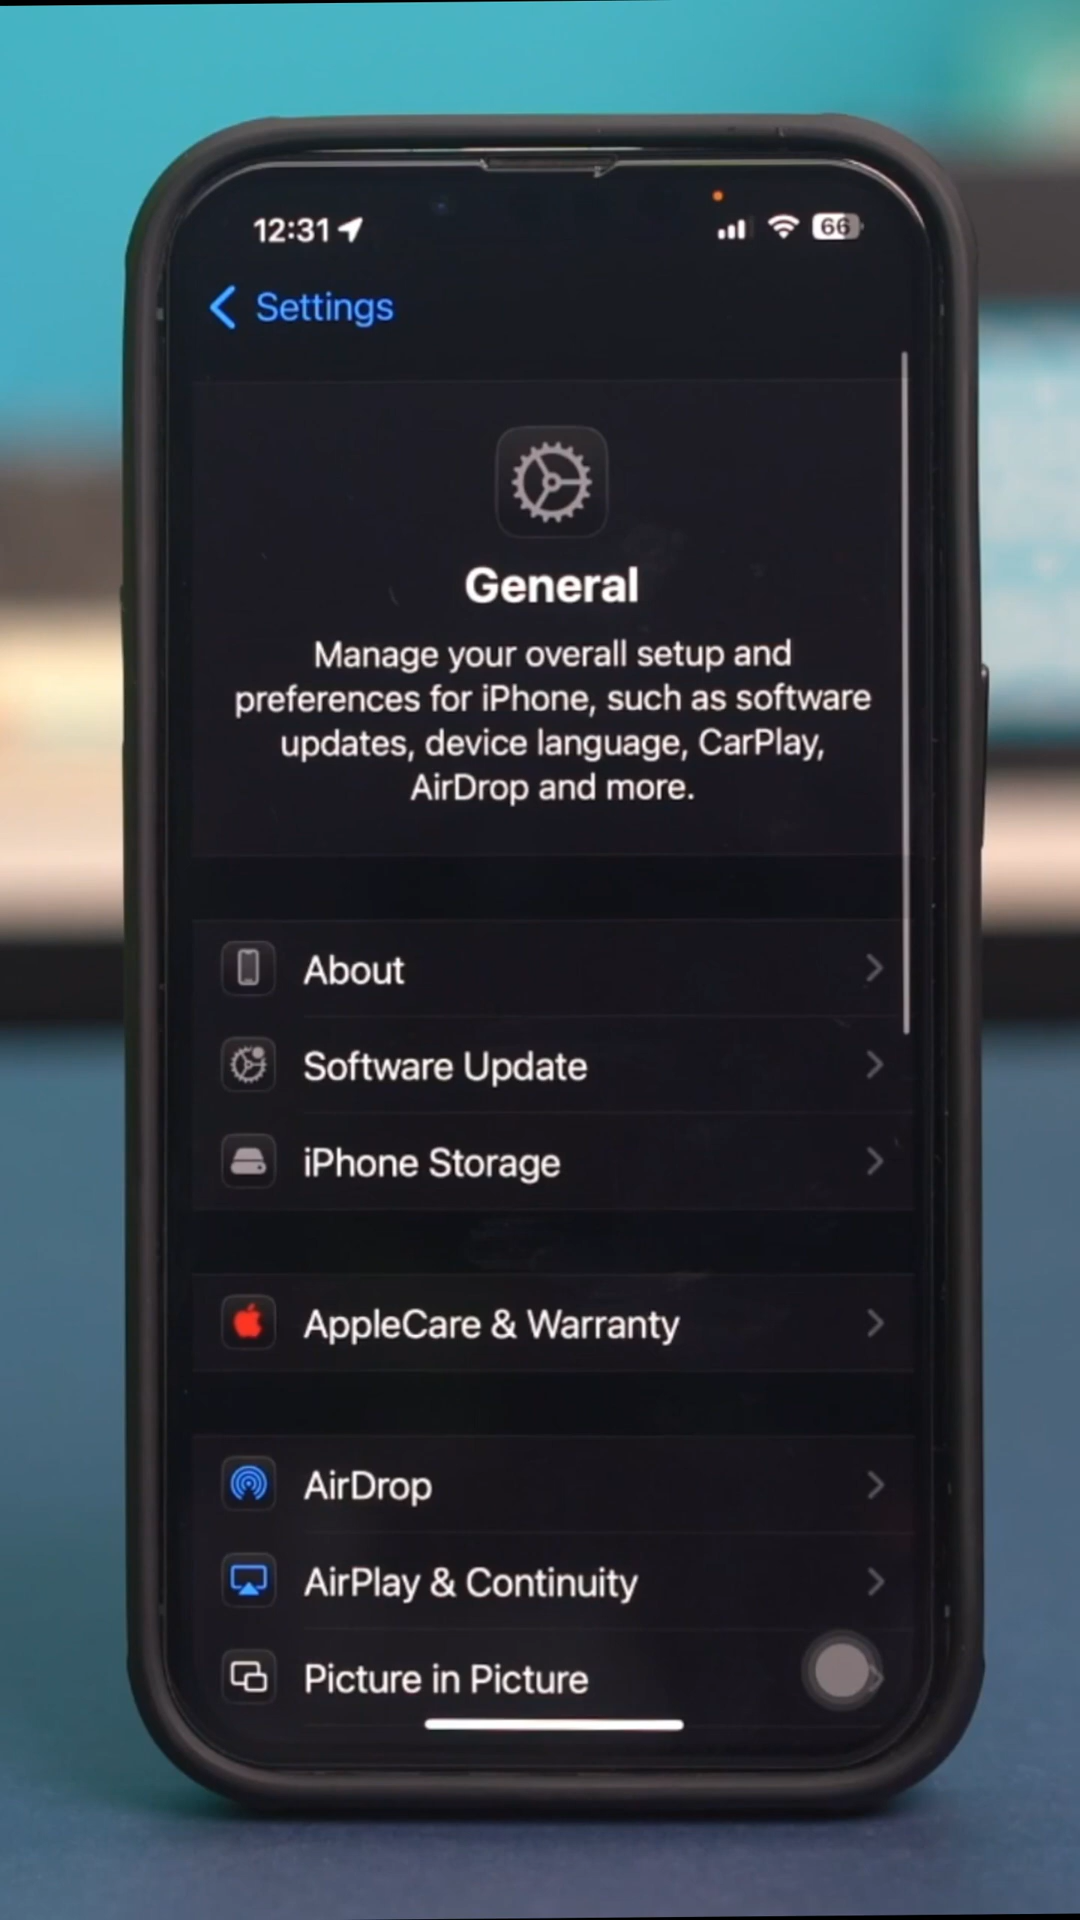 12:31
66
Settings
General
Manage your overall setup and
preferences for iPhone, such as software
updates, device language, CarPlay,
AirDrop and more.
About
Software Update
iPhone Storage
AppleCare & Warranty
AirDrop
AirPlay & Continuity
Picture in Picture